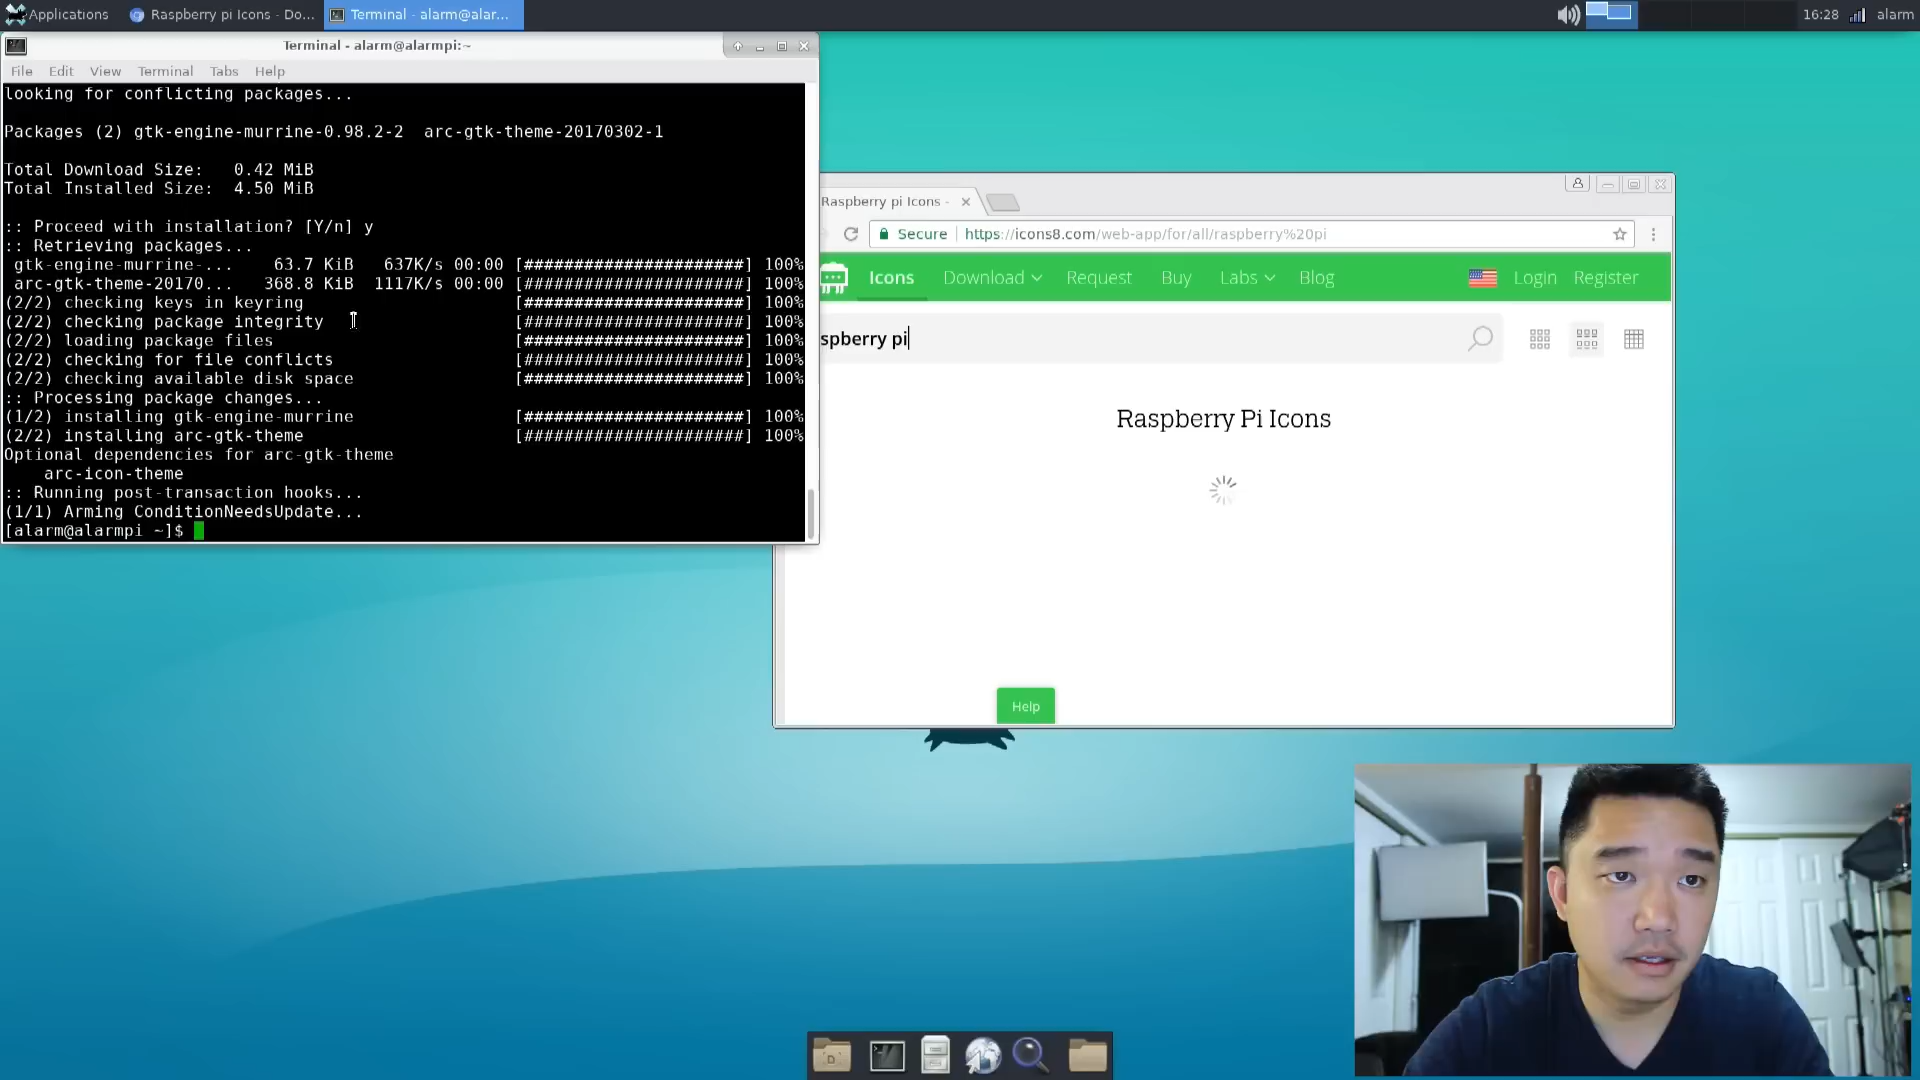 Applications
Raspberry pi Icons - Do...
Terminal - alarm@alar...
16:28
alarm
Terminal - alarm@alarmpi:~
File Edit View Terminal Tabs Help
looking for conflicting packages...
Packages (2) gtk-engine-murrine-0.98.2-2  arc-gtk-theme-20170302-1
Total Download Size:   0.42 MiB
Total Installed Size:  4.50 MiB
:: Proceed with installation? [Y/n] y
:: Retrieving packages...
gtk-engine-murrine-...    63.7 KiB   637K/s 00:00 [######################] 100%
arc-gtk-theme-20170...   368.8 KiB  1117K/s 00:00 [######################] 100%
(2/2) checking keys in keyring [######################] 100%
(2/2) checking package integrity [######################] 100%
(2/2) loading package files [######################] 100%
(2/2) checking for file conflicts [######################] 100%
(2/2) checking available disk space [######################] 100%
:: Processing package changes...
(1/2) installing gtk-engine-murrine [######################] 100%
(2/2) installing arc-gtk-theme [######################] 100%
Optional dependencies for arc-gtk-theme
arc-icon-theme
:: Running post-transaction hooks...
(1/1) Arming ConditionNeedsUpdate...
[alarm@alarmpi ~]$
Raspberry pi Icons -
Secure https://icons8.com/web-app/for/all/raspberry%20pi
Icons Download Request Buy Labs Blog Login Register
spberry pi
Raspberry Pi Icons
Help
D